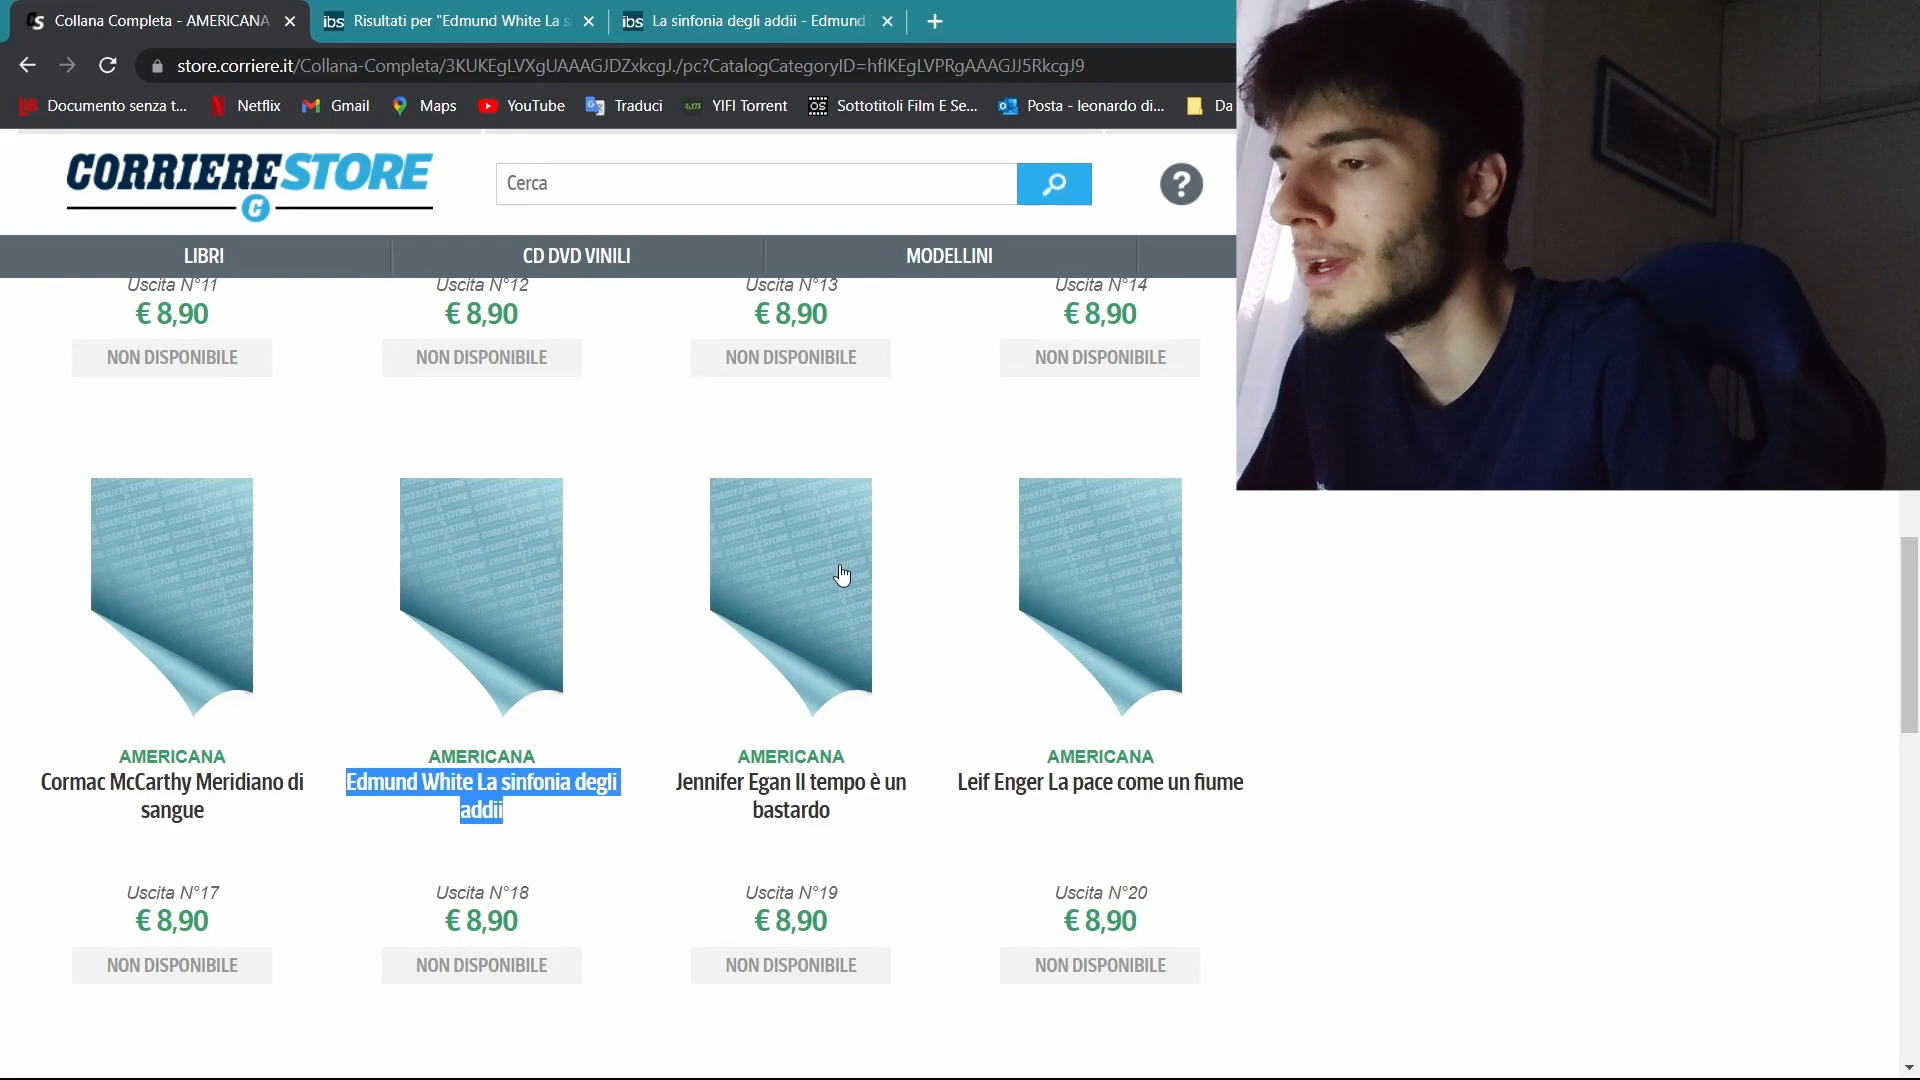 Collana Completa - AMERICANA
ibs Risultati per "Edmund White La s
ibs La sinfonia degli addii - Edmund
store.corriere.it/Collana-Completa/3KUKEgLVXgUAAAGJDZxkcgJ./pc?CatalogCategoryID=hfIKEgLVPRgAAAGJJ5RkcgJ9
Documento senza t... Netflix Gmail Maps YouTube Traduci YIFI Torrent Sottotitoli Film E Se... Posta - leonardo di... Da
CORRIERESTORE
C
Cerca
?
LIBRI CD DVD VINILI MODELLINI
Uscita N°11 Uscita N°12 Uscita N°13 Uscita N°14
€ 8,90 € 8,90 € 8,90 € 8,90
NON DISPONIBILE NON DISPONIBILE NON DISPONIBILE NON DISPONIBILE
AMERICANA AMERICANA AMERICANA AMERICANA
Cormac McCarthy Meridiano di Edmund White La sinfonia degli Jennifer Egan Il tempo è un Leif Enger La pace come un fiume
sangue addii bastardo
Uscita N°17 Uscita N°18 Uscita N°19 Uscita N°20
€ 8,90 € 8,90 € 8,90 € 8,90
NON DISPONIBILE NON DISPONIBILE NON DISPONIBILE NON DISPONIBILE